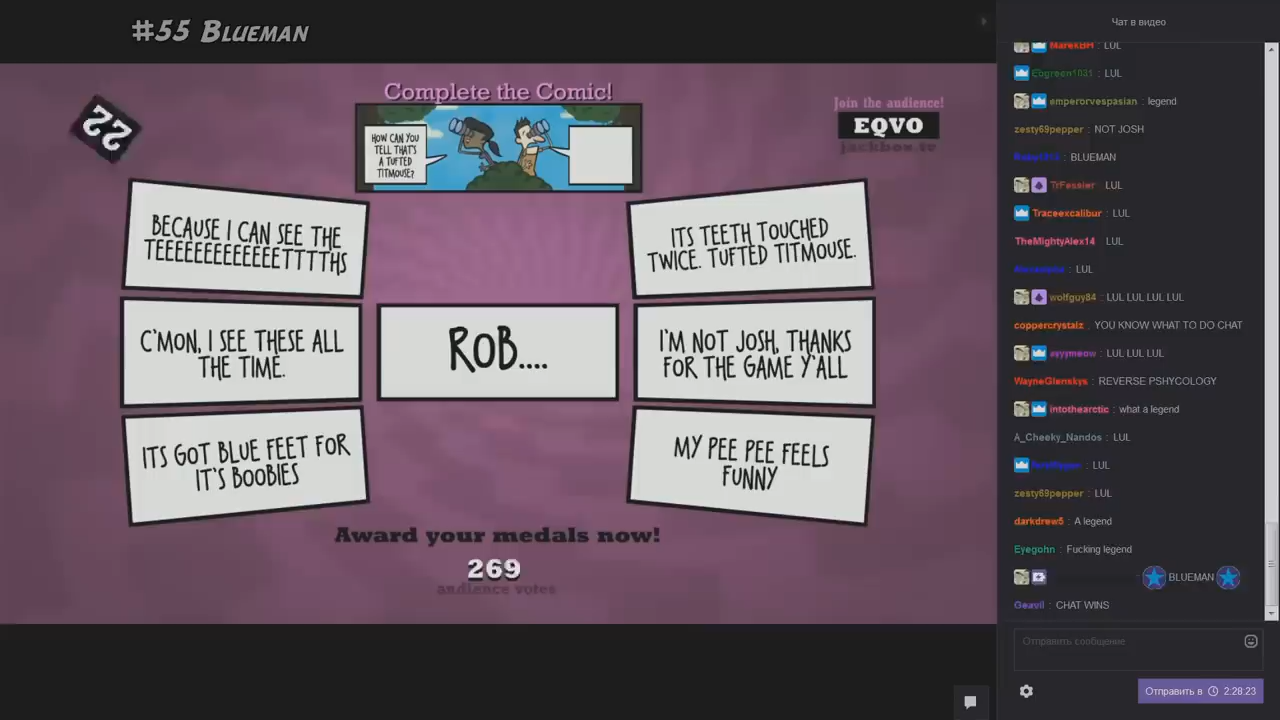 #55 BLUEMAN
22
Complete the Comic!
HOW CAN YOU
TELL THAT'S
A TUFTED
TITMOUSE?
Join the audience!
EQVO
jackbox.tv
BECAUSE I CAN SEE THE
TEEEEEEEEEEEETTTTHS
ITS TEETH TOUCHED
TWICE. TUFTED TITMOUSE.
C'MON, I SEE THESE ALL
THE TIME.
ROB....
I'M NOT JOSH, THANKS
FOR THE GAME Y'ALL
ITS GOT BLUE FEET FOR
IT'S BOOBIES
MY PEE PEE FEELS
FUNNY
Award your medals now!
269
audience votes
Чат в видео
MarekBH : LUL
Eogreen1031 : LUL
emperorvespasian : legend
zesty69pepper : NOT JOSH
: BLUEMAN
TrFessler : LUL
Traceexcalibur : LUL
TheMightyAlex14 : LUL
: LUL
wolfguy84 : LUL LUL LUL LUL
coppercrystalz : YOU KNOW WHAT TO DO CHAT
ayyymeow : LUL LUL LUL
WayneGlenskys : REVERSE PSHYCOLOGY
intothearctic : what a legend
A_Cheeky_Nandos : LUL
: LUL
zesty69pepper : LUL
darkdrew5 : A legend
Eyegohn : Fucking legend
BLUEMAN
Geavil : CHAT WINS
Отправить сообщение
Отправить в 2:28:23